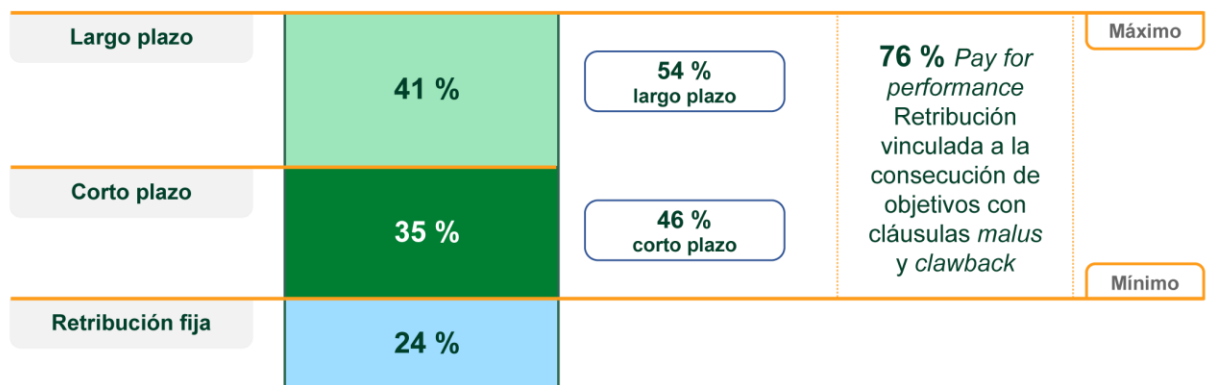 Largo plazo
41 %
54 %
largo plazo
76 % Pay for
performance
Retribución
vinculada a la
consecución de
objetivos con
cláusulas malus
y clawback
Máximo
Corto plazo
35 %
46 %
corto plazo
Mínimo
Retribución fija
24 %